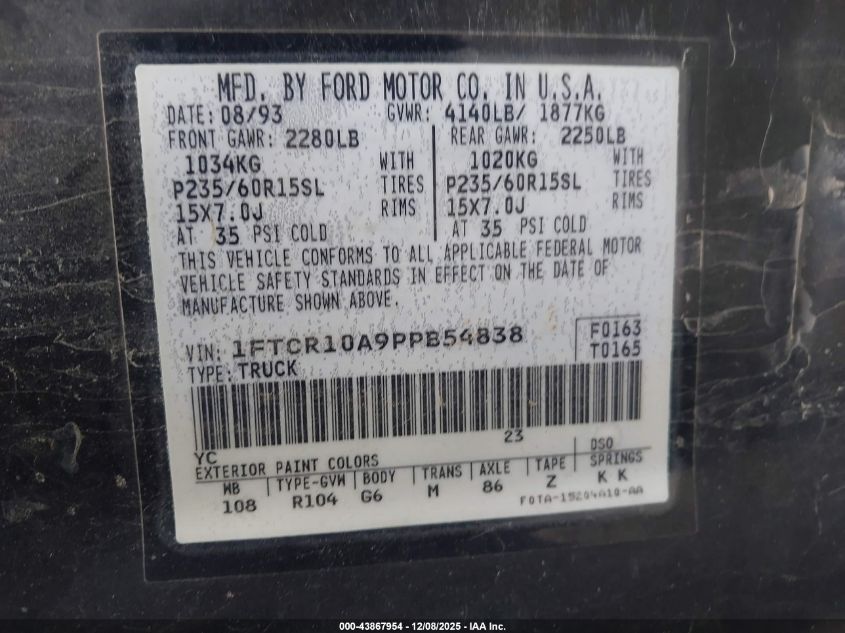 MFD. BY FORD MOTOR CO. IN U.S.A.
DATE: 08/93 GVWR: 4140LB/ 1877KG
FRONT GAWR: 2280LB REAR GAWR: 2250LB
1034KG WITH 1020KG WITH
P235/60R15SL TIRES P235/60R15SL TIRES
15X7.0J RIMS 15X7.0J RIMS
AT 35 PSI COLD AT 35 PSI COLD
THIS VEHICLE CONFORMS TO ALL APPLICABLE FEDERAL MOTOR
VEHICLE SAFETY STANDARDS IN EFFECT ON THE DATE OF
MANUFACTURE SHOWN ABOVE.
VIN: 1FTCR10A9PPB54838 F0163
TYPE: TRUCK T0165
23
YC DSO
EXTERIOR PAINT COLORS
WB TYPE-GVW BODY TRANS AXLE TAPE SPRINGS
108 R104 G6 M 86 Z K K
F0TA-15204A10-AA
000-43867954 - 12/08/2025 - IAA Inc.